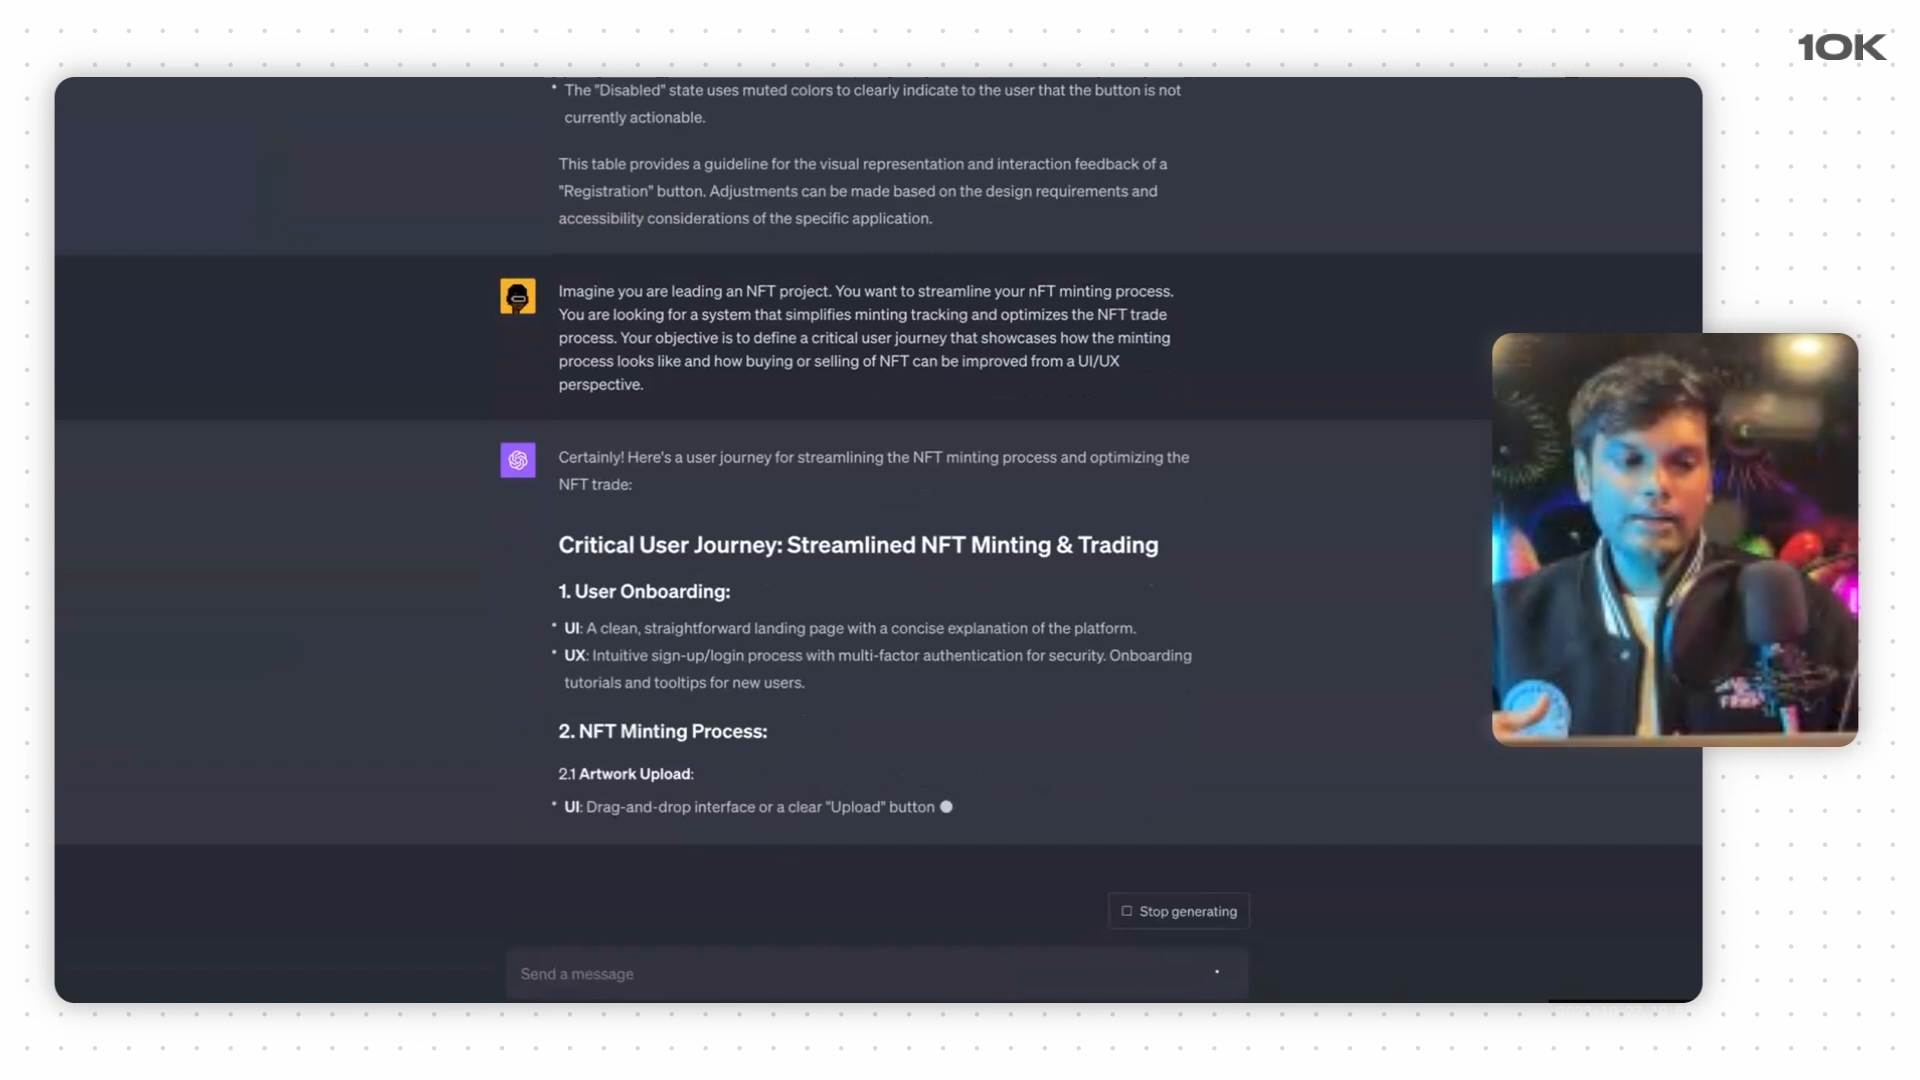 10K
• The "Disabled" state uses muted colors to clearly indicate to the user that the button is not
currently actionable.
This table provides a guideline for the visual representation and interaction feedback of a
"Registration" button. Adjustments can be made based on the design requirements and
accessibility considerations of the specific application.
Imagine you are leading an NFT project. You want to streamline your nFT minting process.
You are looking for a system that simplifies minting tracking and optimizes the NFT trade
process. Your objective is to define a critical user journey that showcases how the minting
process looks like and how buying or selling of NFT can be improved from a UI/UX
perspective.
Certainly! Here's a user journey for streamlining the NFT minting process and optimizing the
NFT trade:
Critical User Journey: Streamlined NFT Minting & Trading
1. User Onboarding:
• UI: A clean, straightforward landing page with a concise explanation of the platform.
• UX: Intuitive sign-up/login process with multi-factor authentication for security. Onboarding
tutorials and tooltips for new users.
2. NFT Minting Process:
2.1 Artwork Upload:
• UI: Drag-and-drop interface or a clear "Upload" button
Stop generating
Send a message